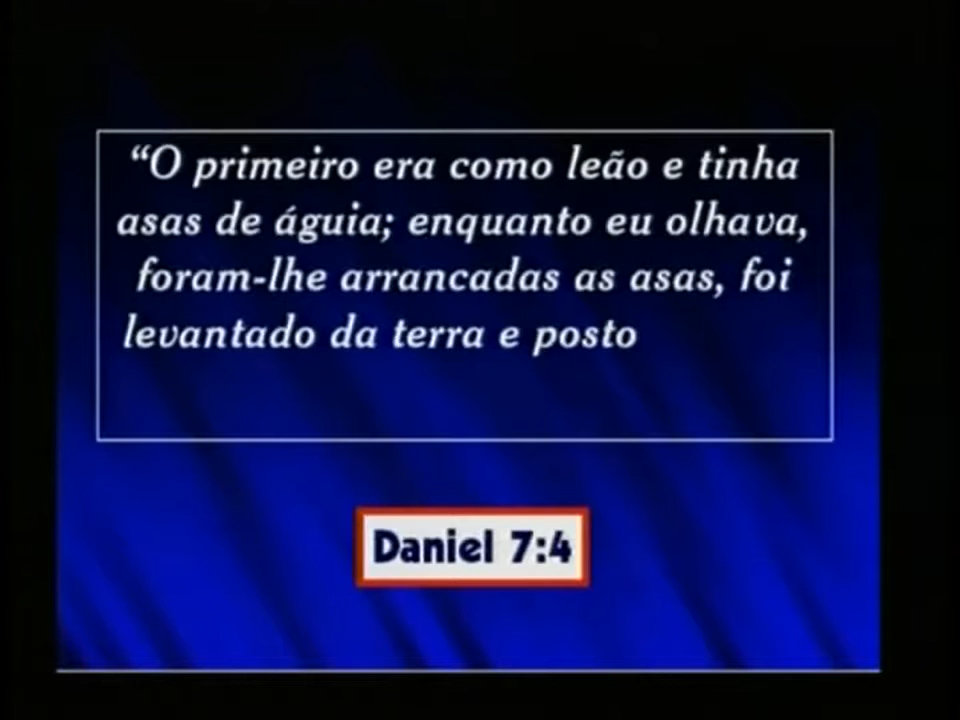 “O primeiro era como leão e tinha
asas de águia; enquanto eu olhava,
foram-lhe arrancadas as asas, foi
levantado da terra e posto
Daniel 7:4